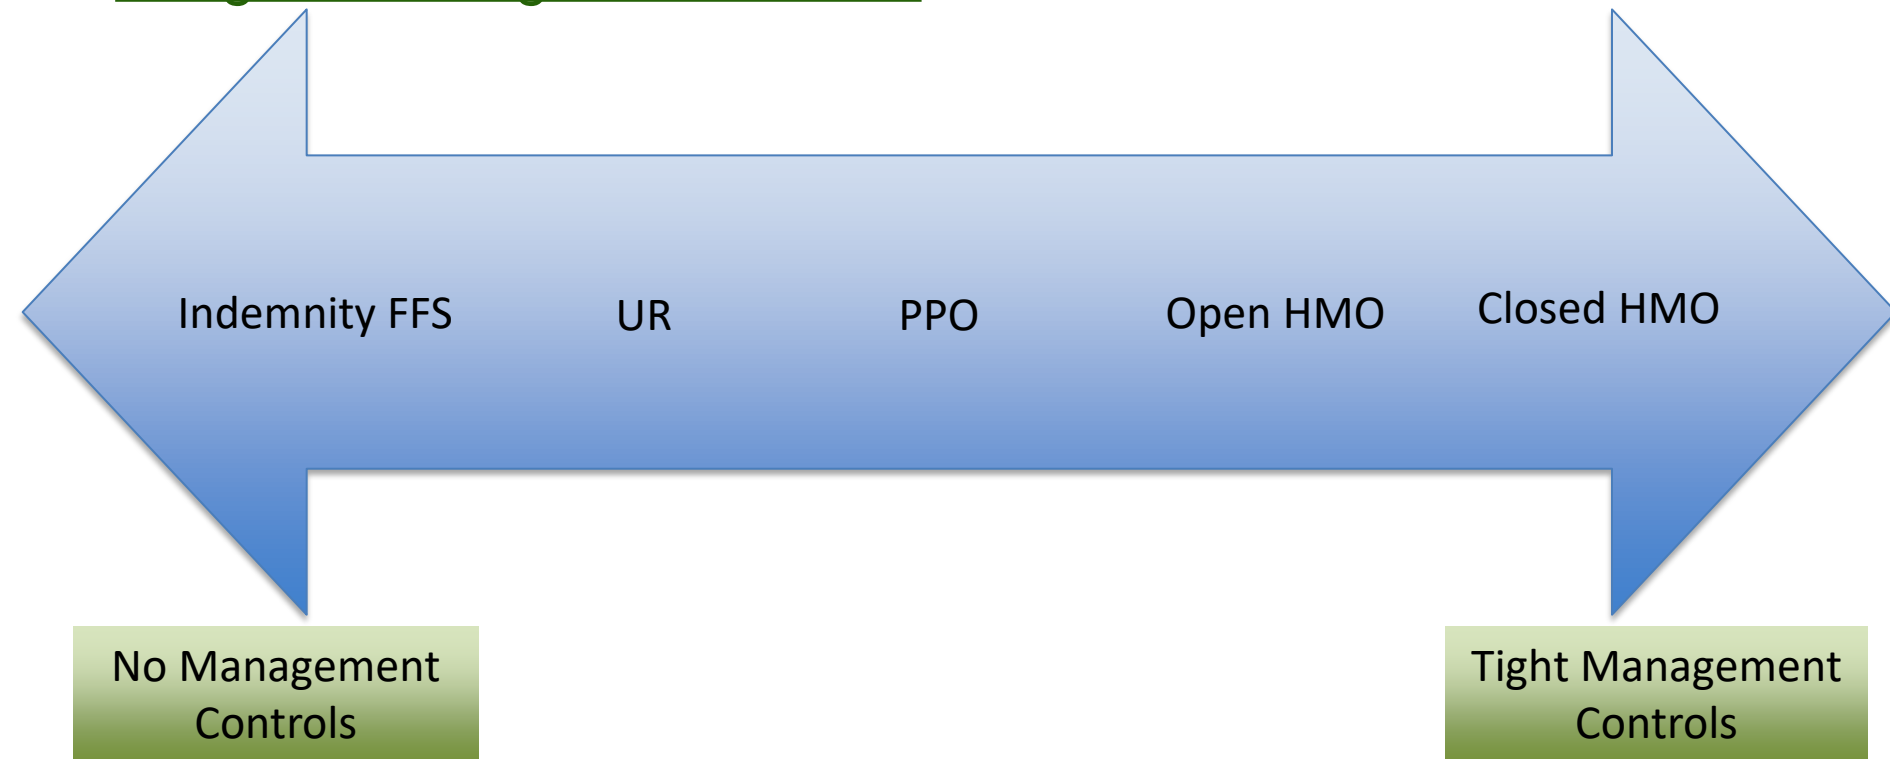 Indemnity FFS
UR
PPO
Open HMO
Closed HMO
No Management
Controls
Tight Management
Controls